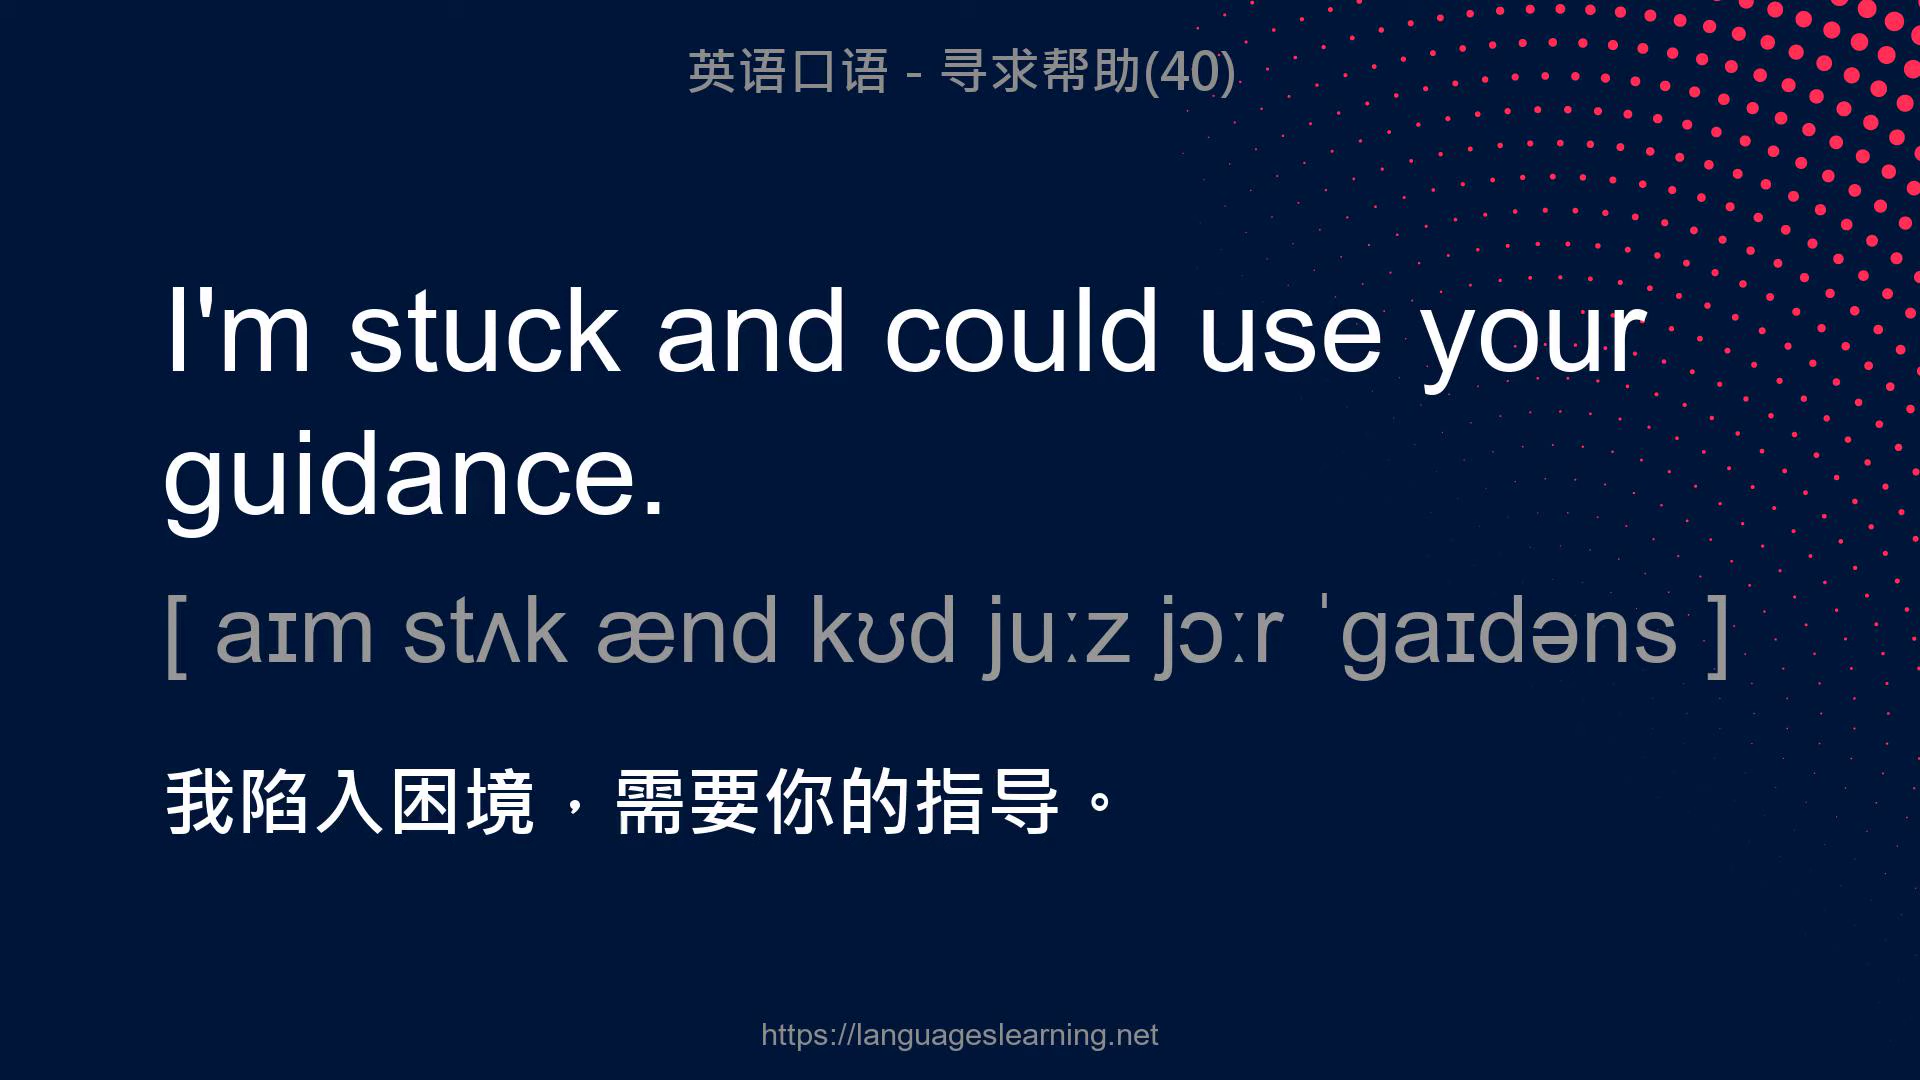 英语口语 - 寻求帮助(40)
I'm stuck and could use your
guidance.
[ aɪm stʌk ænd kʊd juːz jɔːr ˈgaɪdəns ]
我陷入困境，需要你的指导。
https://languageslearning.net